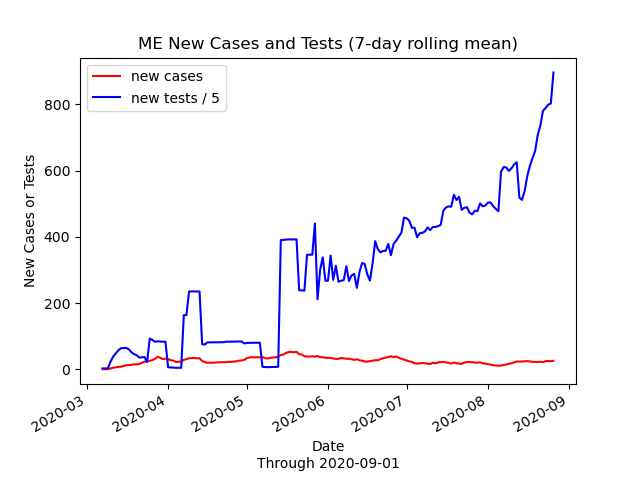 ME New Cases and Tests (7-day rolling mean)
new cases
new tests / 5
New Cases or Tests
800
600
400
200
0
2020-03
2020-04
2020-05
2020-06
2020-07
2020-08
2020-09
Date
Through 2020-09-01